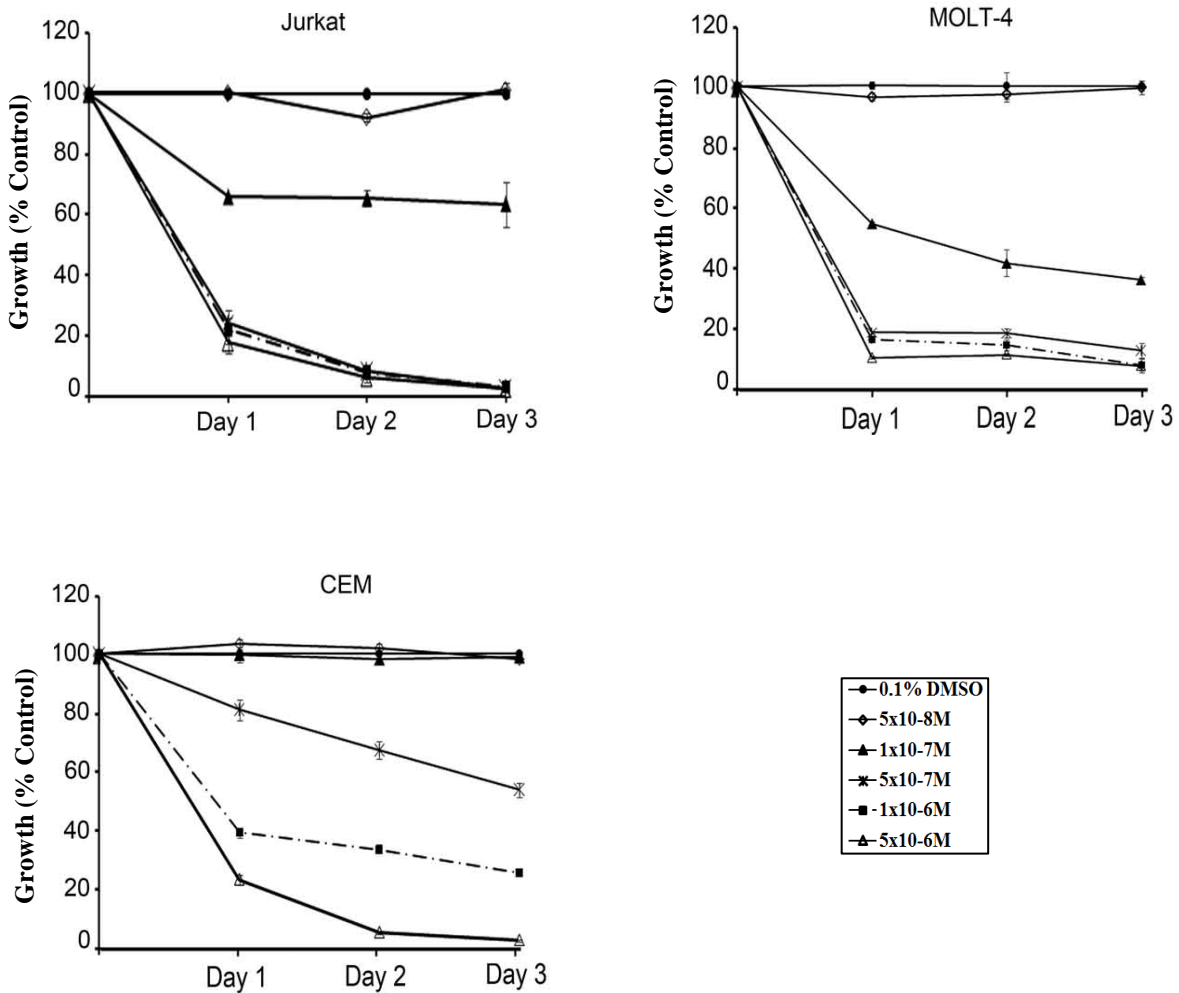 Jurkat
Growth (% Control)
120
100
80
60
40
20
0
Day 1 Day 2 Day 3
MOLT-4
Growth (% Control)
120
100
80
60
40
20
0
Day 1 Day 2 Day 3
CEM
Growth (% Control)
120
100
80
60
40
20
0
Day 1 Day 2 Day 3
0.1% DMSO
5x10-8M
1x10-7M
5x10-7M
1x10-6M
5x10-6M